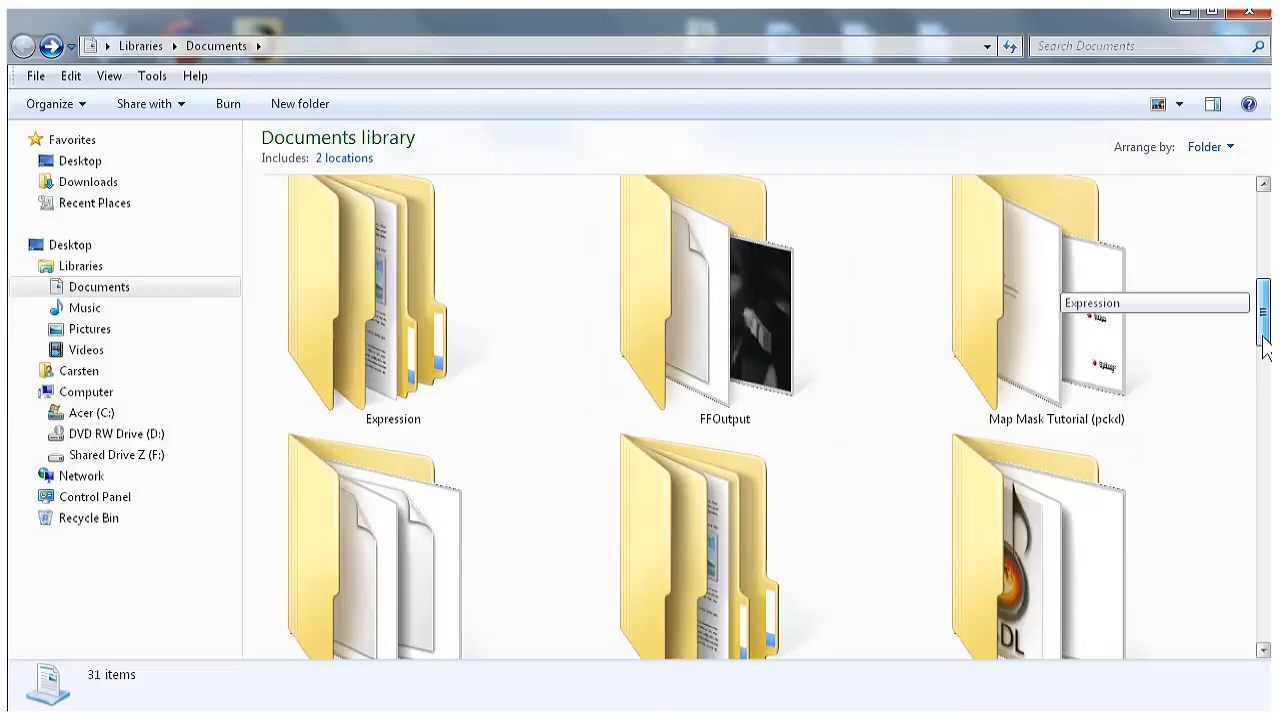 Libraries Documents
Search Documents
File Edit View Tools Help
Organize Share with Burn New folder
Favorites
Desktop
Downloads
Recent Places
Desktop
Libraries
Documents
Music
Pictures
Videos
Carsten
Computer
Acer (C:)
DVD RW Drive (D:)
Shared Drive Z (F:)
Network
Control Panel
Recycle Bin
Documents library
Includes: 2 locations
Arrange by: Folder
Expression
Expression FFOutput Map Mask Tutorial (pckd)
DL
31 items